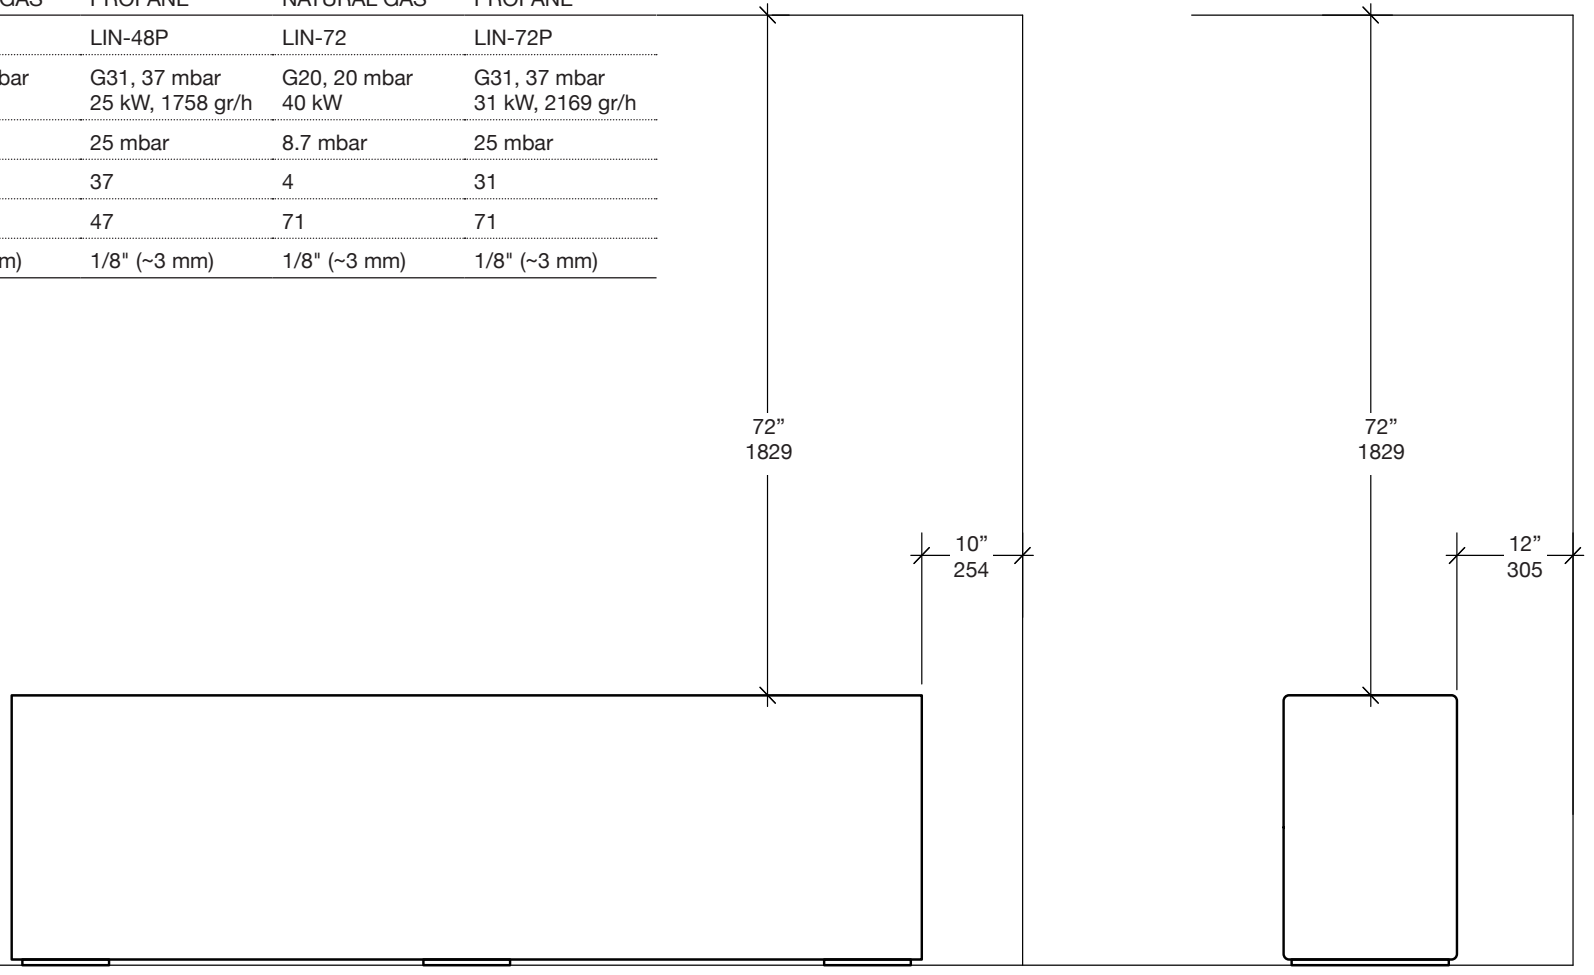 PROPANE NATURAL GAS PROPANE
LIN-48P LIN-72 LIN-72P
G31, 37 mbar G20, 20 mbar G31, 37 mbar
25 kW, 1758 gr/h 40 kW 31 kW, 2169 gr/h
25 mbar 8.7 mbar 25 mbar
37 4 31
47 71 71
1/8" (~3 mm) 1/8" (~3 mm) 1/8" (~3 mm)
72” 72”
1829 1829
10” 12”
254 305